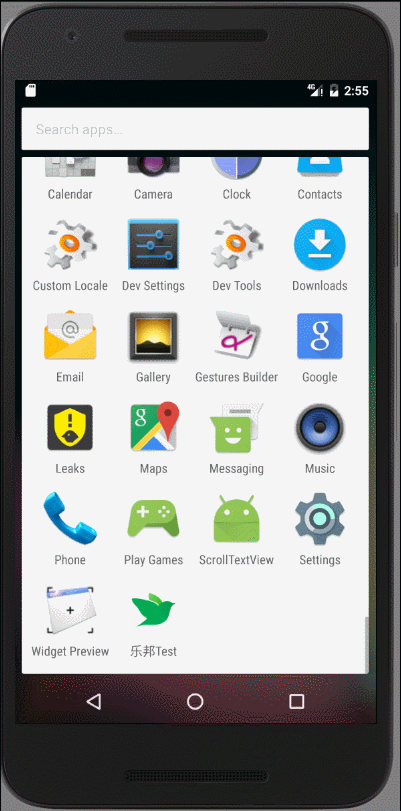 4G 2:55
Search apps...
Calendar Camera Clock Contacts
Custom Locale Dev Settings Dev Tools Downloads
Email Gallery Gestures Builder Google
Leaks Maps Messaging Music
Phone Play Games ScrollTextView Settings
Widget Preview 乐邦Test